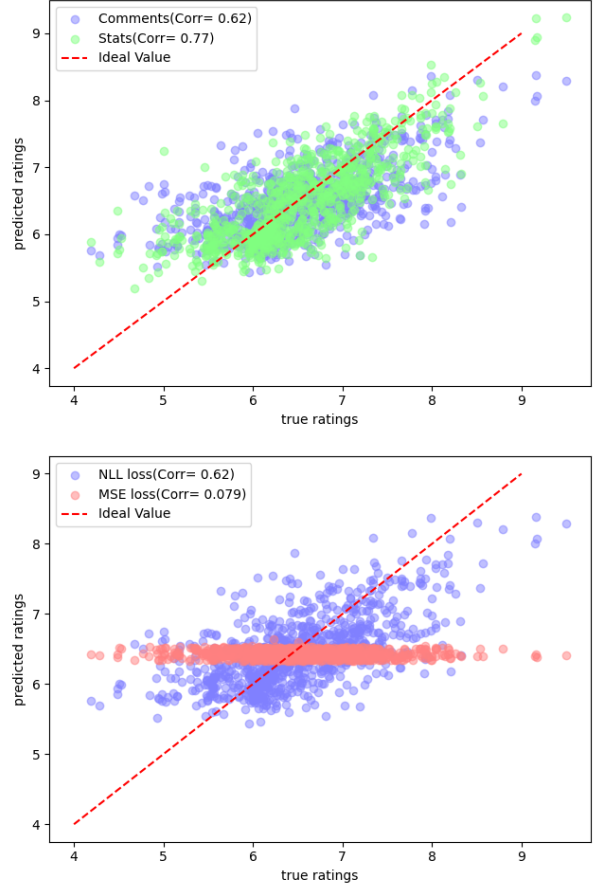 Comments(Corr= 0.62)
Stats(Corr= 0.77)
Ideal Value
9
8
7
6
5
4
predicted ratings
4 5 6 7 8 9
true ratings
NLL loss(Corr= 0.62)
MSE loss(Corr= 0.079)
Ideal Value
9
8
7
6
5
4
predicted ratings
4 5 6 7 8 9
true ratings